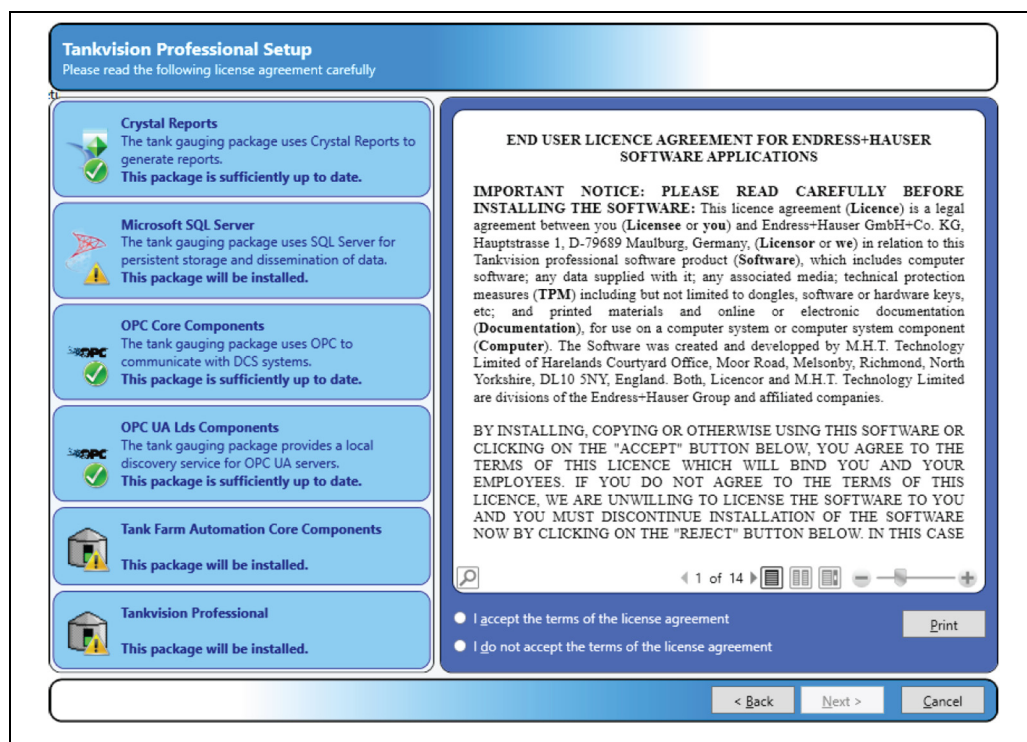 Tankvision Professional Setup
Please read the following license agreement carefully
Crystal Reports
The tank gauging package uses Crystal Reports to
generate reports.
This package is sufficiently up to date.
Microsoft SQL Server
The tank gauging package uses SQL Server for
persistent storage and dissemination of data.
This package will be installed.
OPC
OPC Core Components
The tank gauging package uses OPC to
communicate with DCS systems.
This package is sufficiently up to date.
OPC
OPC UA Lds Components
The tank gauging package provides a local
discovery service for OPC UA servers.
This package is sufficiently up to date.
Tank Farm Automation Core Components
This package will be installed.
Tankvision Professional
This package will be installed.
END USER LICENCE AGREEMENT FOR ENDRESS+HAUSER
SOFTWARE APPLICATIONS
IMPORTANT NOTICE: PLEASE READ CAREFULLY BEFORE
INSTALLING THE SOFTWARE: This licence agreement (Licence) is a legal
agreement between you (Licensee or you) and Endress+Hauser GmbH+Co. KG,
Hauptstrasse 1, D-79689 Maulburg, Germany, (Licensor or we) in relation to this
Tankvision professional software product (Software), which includes computer
software; any data supplied with it; any associated media; technical protection
measures (TPM) including but not limited to dongles, software or hardware keys,
etc; and printed materials and online or electronic documentation
(Documentation), for use on a computer system or computer system component
(Computer). The Software was created and developped by M.H.T. Technology
Limited of Harelands Courtyard Office, Moor Road, Melsonby, Richmond, North
Yorkshire, DL10 5NY, England. Both, Licencor and M.H.T. Technology Limited
are divisions of the Endress+Hauser Group and affiliated companies.
BY INSTALLING, COPYING OR OTHERWISE USING THIS SOFTWARE OR
CLICKING ON THE "ACCEPT" BUTTON BELOW, YOU AGREE TO THE
TERMS OF THIS LICENCE WHICH WILL BIND YOU AND YOUR
EMPLOYEES. IF YOU DO NOT AGREE TO THE TERMS OF THIS
LICENCE, WE ARE UNWILLING TO LICENSE THE SOFTWARE TO YOU
AND YOU MUST DISCONTINUE INSTALLATION OF THE SOFTWARE
NOW BY CLICKING ON THE "REJECT" BUTTON BELOW. IN THIS CASE
1 of 14
I accept the terms of the license agreement
I do not accept the terms of the license agreement
Print
< Back
Next >
Cancel